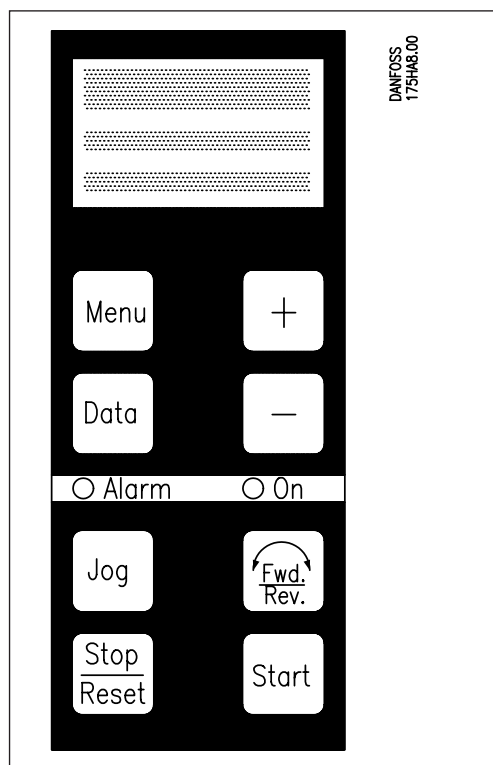 DANFOSS
175HA8.00
Menu
+
Data
−
Alarm
On
Jog
Fwd.
Rev.
Stop
Reset
Start